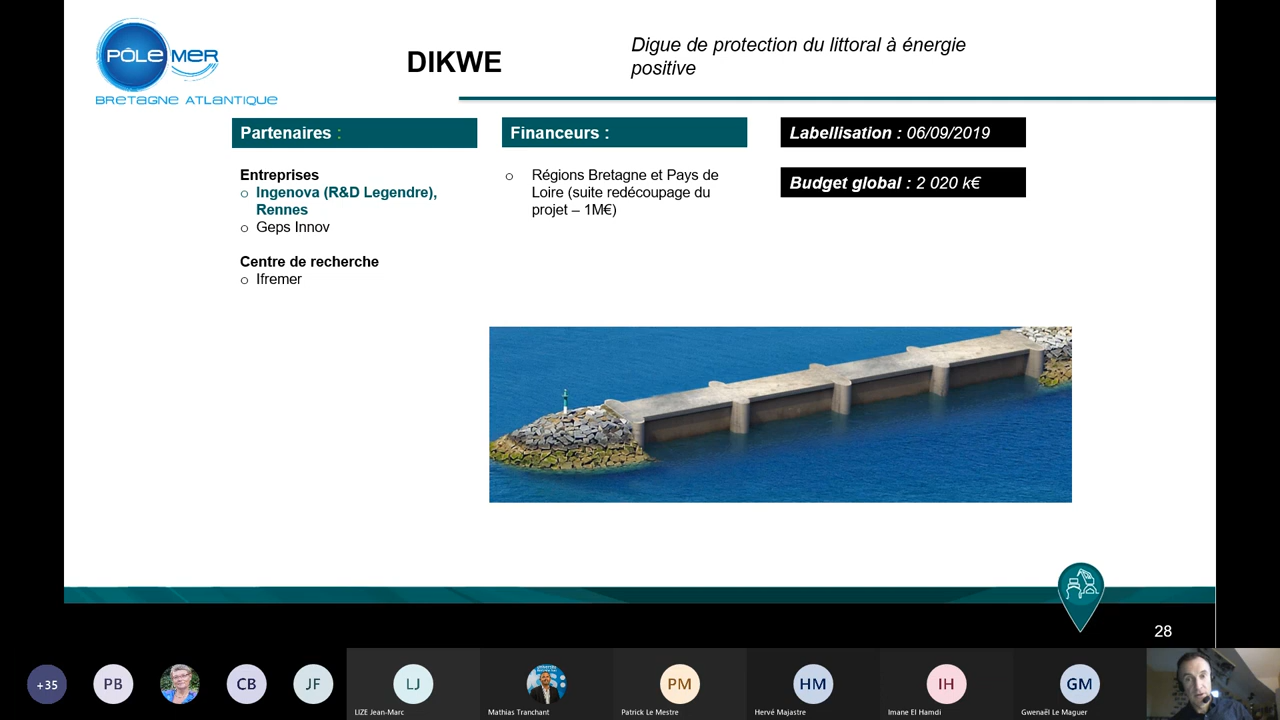 PÔLE MER
BRETAGNE ATLANTIQUE
DIKWE
Digue de protection du littoral à énergie
positive
Partenaires :
Entreprises
o Ingenova (R&D Legendre),
Rennes
o Geps Innov
Centre de recherche
o Ifremer
Financeurs :
o Régions Bretagne et Pays de
Loire (suite redécoupage du
projet – 1M€)
Labellisation : 06/09/2019
Budget global : 2 020 k€
28
+35
PB
CB
JF
LJ
PM
HM
IH
GM
LIZE Jean-Marc
Mathias Tranchant
Patrick Le Mestre
Hervé Majastre
Imane El Hamdi
Gwenaël Le Maguer